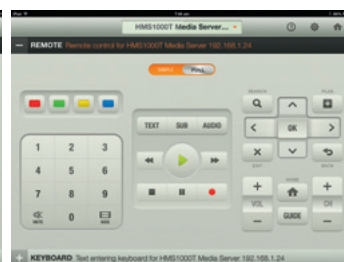 HMS1000T Media Server...
REMOTE Remote control for HMS1000T Media Server 192.168.1.24
SIMPLE FULL
SEARCH PLUS
TEXT SUB AUDIO
OK
1 2 3
4 5 6
EXIT BACK
7 8 9
HOME
MUTE 0
VOL GUIDE CH
KEYBOARD Text entering keyboard for HMS1000T Media Server 192.168.1.24